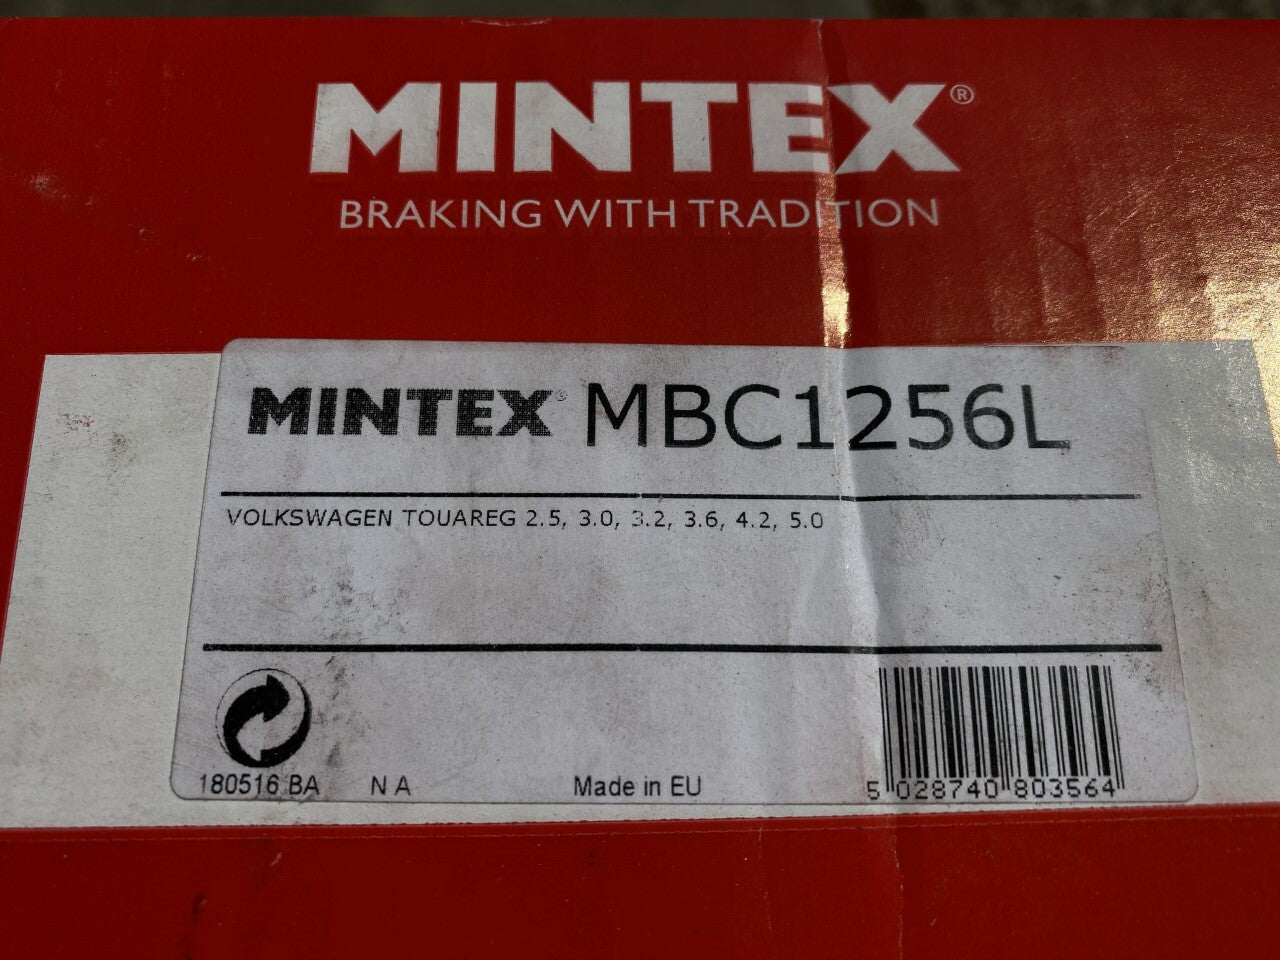 MINTEX®
BRAKING WITH TRADITION
MINTEX® MBC1256L
VOLKSWAGEN TOUAREG 2.5, 3.0, 3.2, 3.6, 4.2, 5.0
180516 BA N A Made in EU 5 028740 803564